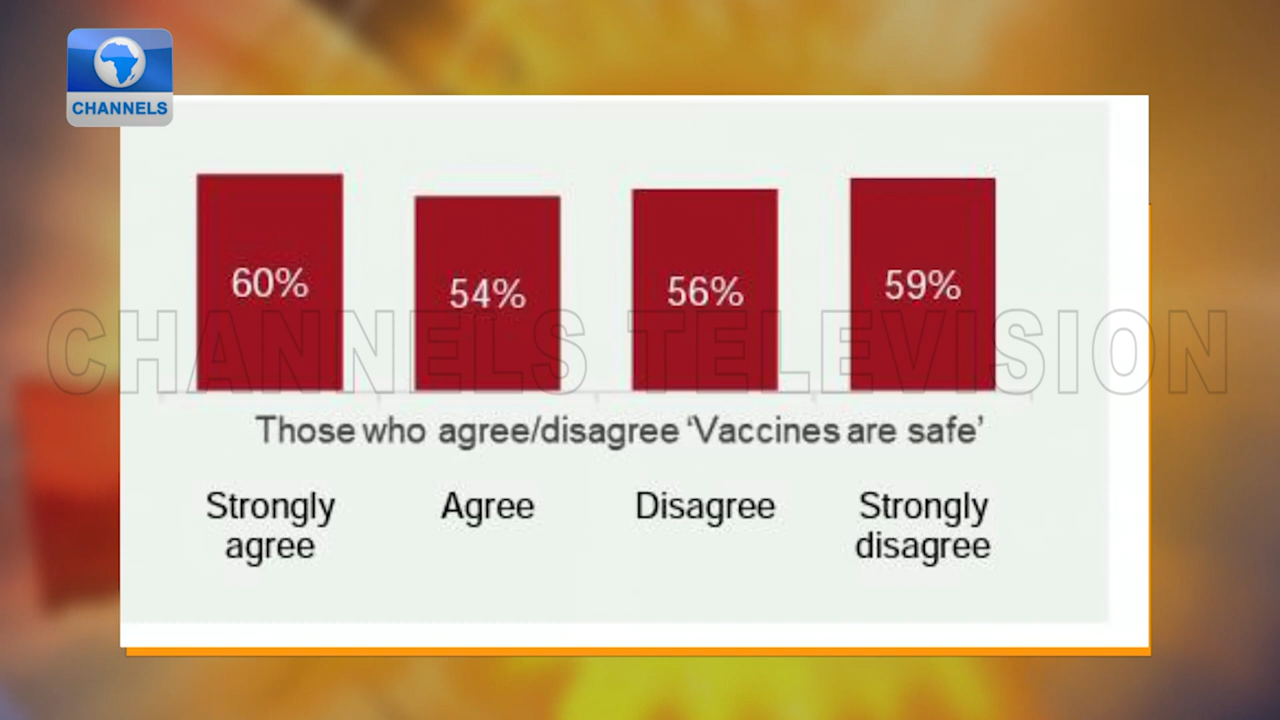 CHANNELS
60%
54%
56%
59%
CHANNELS TELEVISION
Those who agree/disagree ‘Vaccines are safe’
Strongly agree
Agree
Disagree
Strongly disagree